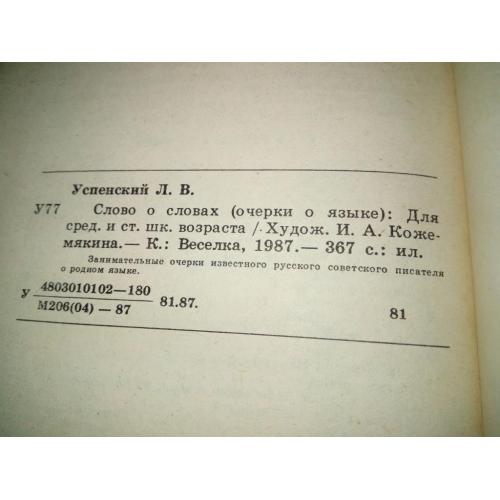 Успенский Л. В.
У77 Слово о словах (очерки о языке): Для
сред. и ст. шк. возраста / Худож. И. А. Коже-
мякина.— К.: Веселка, 1987.— 367 с.: ил.
Занимательные очерки известного русского советского писателя
о родном языке.
У 4803010102—180
М206(04) — 87 81.87. 81